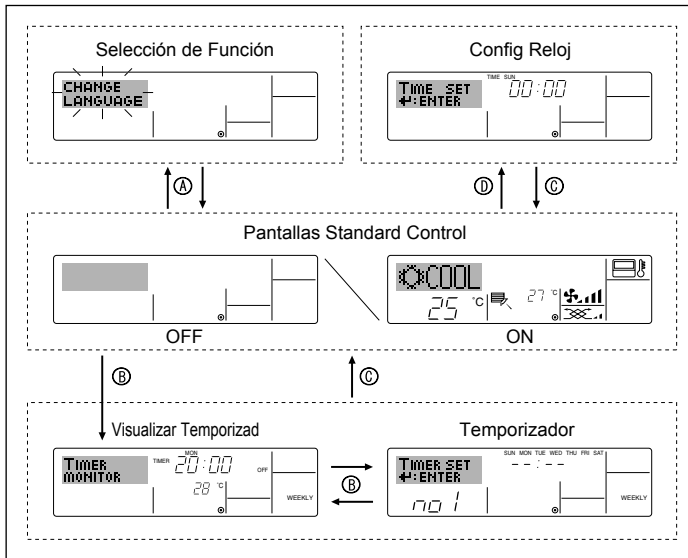 Selección de Función
CHANGE
LANGUAGE
Config Reloj
TIME SUN
TIME SET 00:00
↵:ENTER
Ⓐ
Ⓓ
Ⓒ
Pantallas Standard Control
COOL
25 °C
27 °C
OFF
ON
Ⓑ
Ⓒ
Visualizar Temporizad
MON
TIMER 20:00 OFF
TIMER
MONITOR
28 °C
WEEKLY
Ⓑ
Temporizador
SUN MON TUE WED THU FRI SAT
TIMER SET --:--
↵:ENTER
no 1
WEEKLY